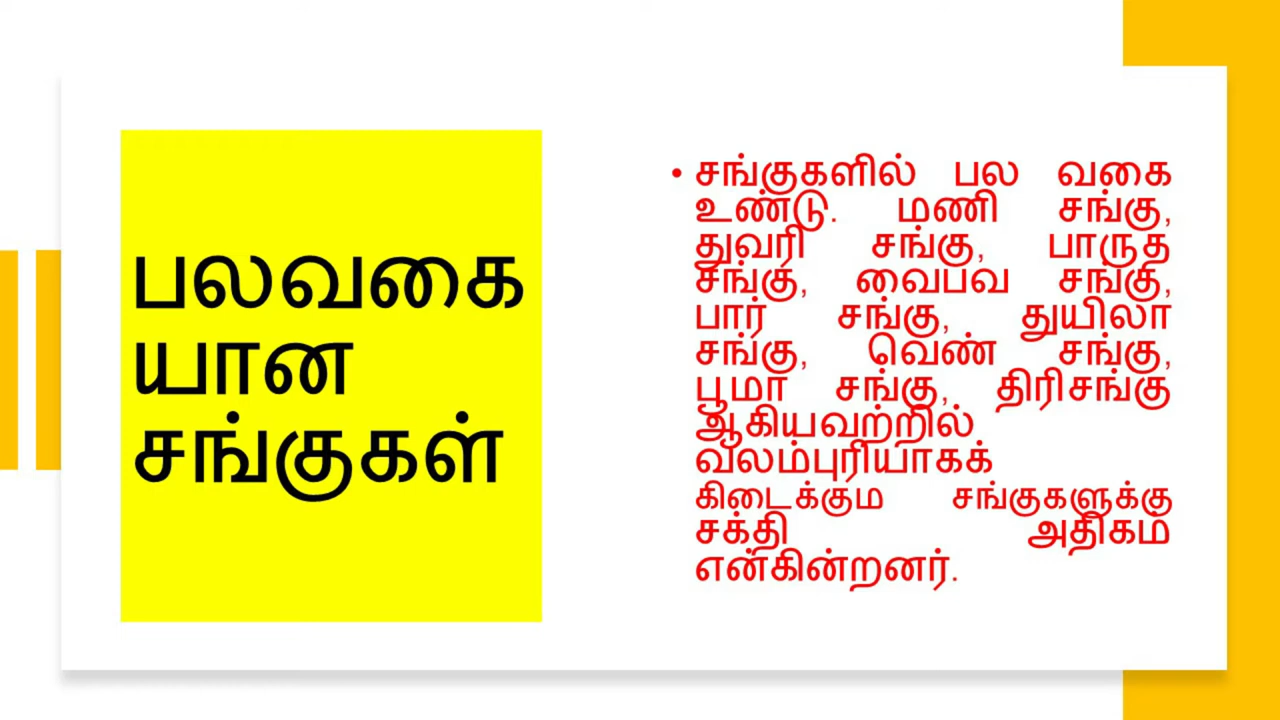 பலவகை
யான
சங்குகள்
• சங்குகளில் பல வகை
உண்டு. மணி சங்கு,
துவரி சங்கு, பாருத
சங்கு, வைபவ சங்கு,
பார் சங்கு, துயிலா
சங்கு, வெண் சங்கு,
பூமா சங்கு, திரிசங்கு
ஆகியவற்றில்
வலம்புரியாகக்
கிடைக்கும சங்குகளுக்கு
சக்தி அதிகம்
என்கின்றனர்.